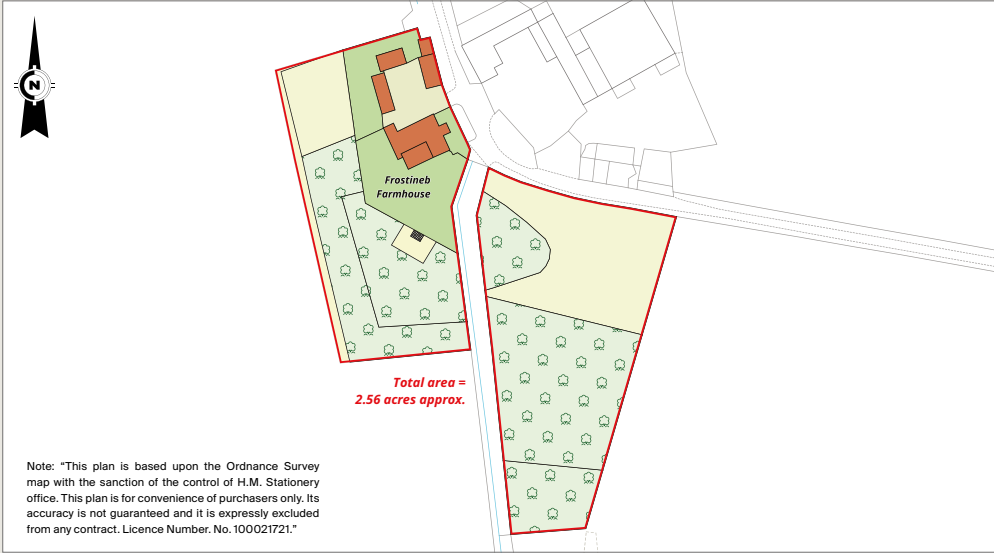 N
Frostineb
Farmhouse
Total area =
2.56 acres approx.
Note: “This plan is based upon the Ordnance Survey
map with the sanction of the control of H.M. Stationery
office. This plan is for convenience of purchasers only. Its
accuracy is not guaranteed and it is expressly excluded
from any contract. Licence Number. No. 100021721.”